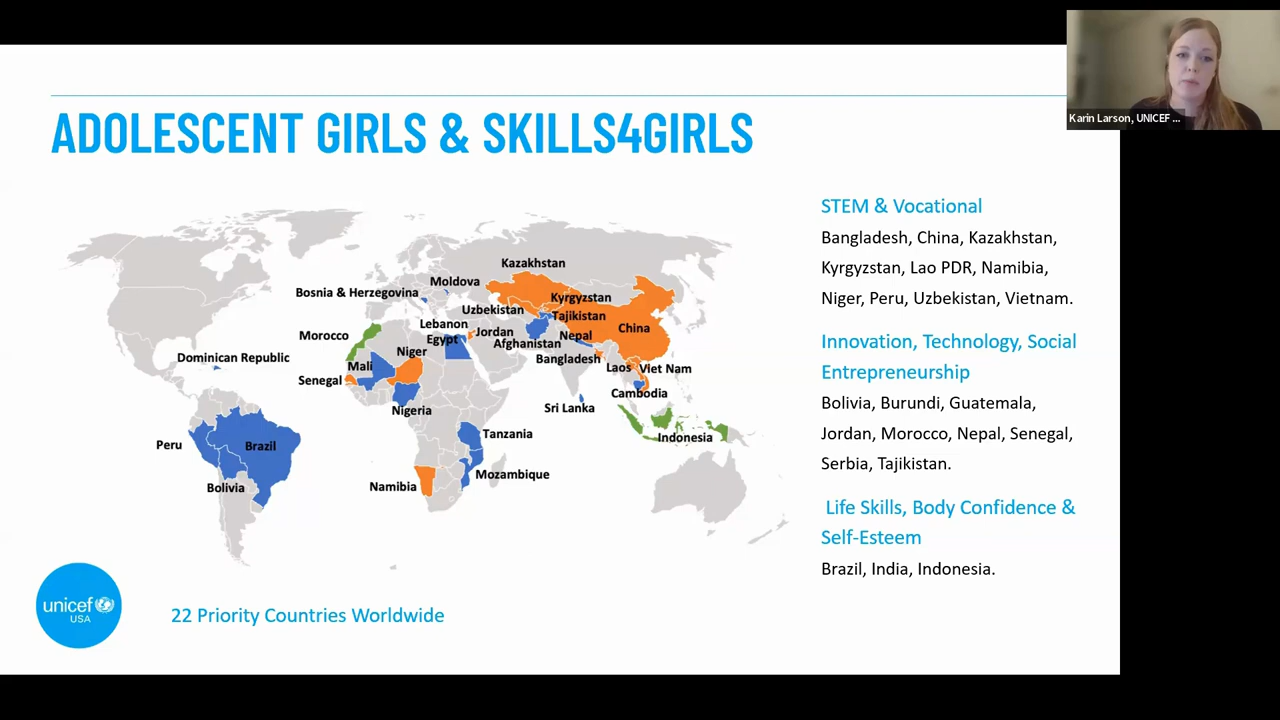 Karin Larson, UNICEF ...
ADOLESCENT GIRLS & SKILLS4GIRLS
Kazakhstan
Moldova
Bosnia & Herzegovina
Kyrgyzstan
Uzbekistan
Tajikistan
Lebanon
Jordan
China
Morocco
Egypt
Nepal
Afghanistan
Niger
Dominican Republic
Bangladesh
Mali
Laos
Viet Nam
Senegal
Cambodia
Nigeria
Sri Lanka
Tanzania
Indonesia
Peru
Brazil
Mozambique
Bolivia
Namibia
STEM & Vocational
Bangladesh, China, Kazakhstan,
Kyrgyzstan, Lao PDR, Namibia,
Niger, Peru, Uzbekistan, Vietnam.
Innovation, Technology, Social
Entrepreneurship
Bolivia, Burundi, Guatemala,
Jordan, Morocco, Nepal, Senegal,
Serbia, Tajikistan.
Life Skills, Body Confidence &
Self-Esteem
Brazil, India, Indonesia.
unicef
USA
22 Priority Countries Worldwide